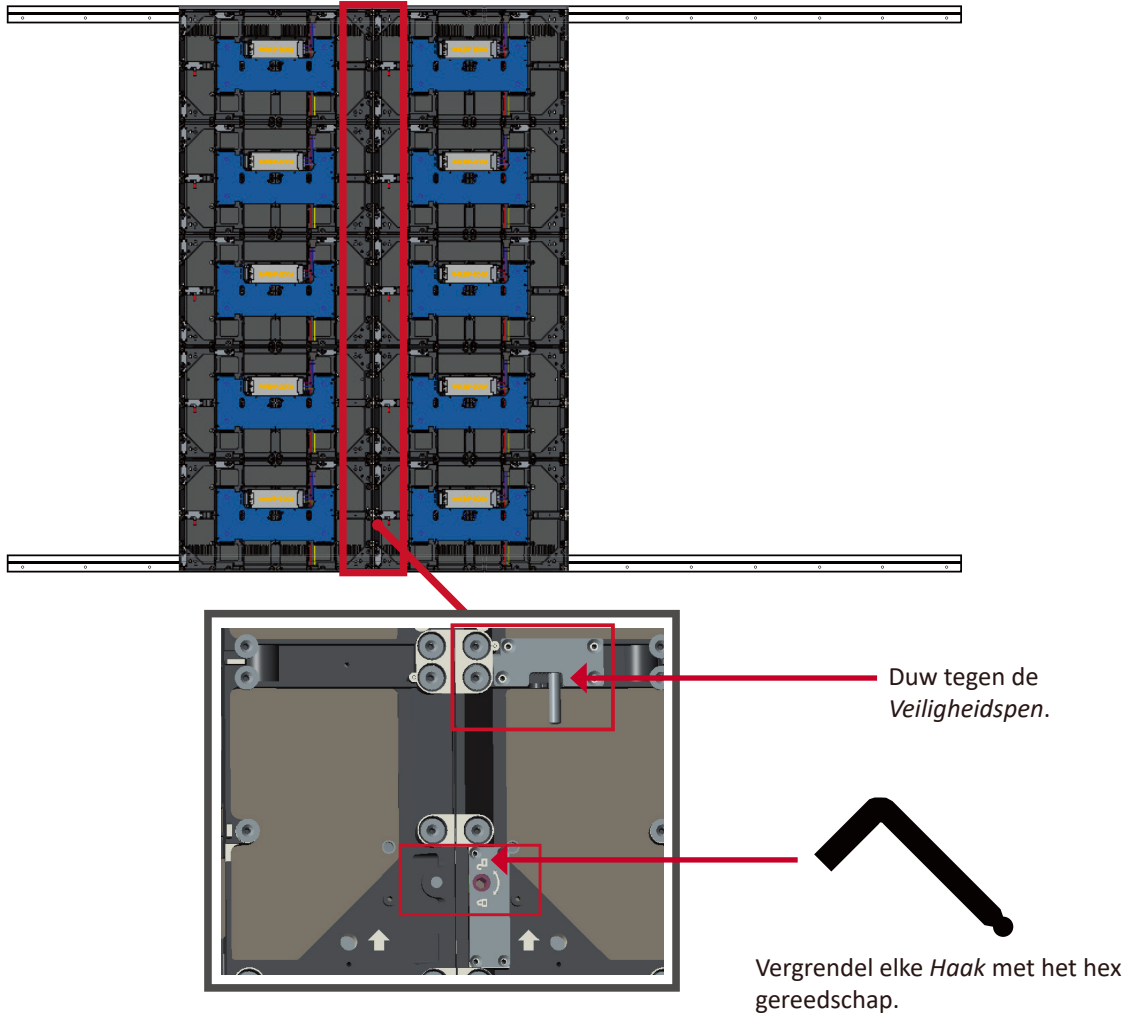 Duw tegen de
Veiligheidspen.
Vergrendel elke Haak met het hex
gereedschap.